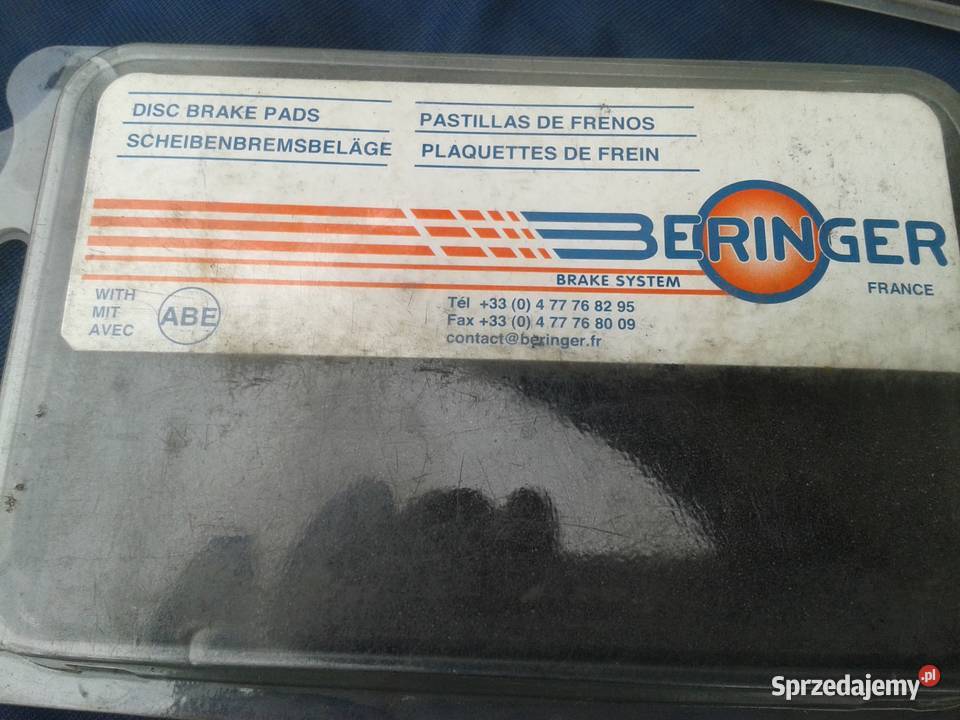 DISC BRAKE PADS
SCHEIBENBREMSBELÄGE
PASTILLAS DE FRENOS
PLAQUETTES DE FREIN
BERINGER
BRAKE SYSTEM
FRANCE
WITH
MIT
AVEC
ABE
Tél +33 (0) 4 77 76 82 95
Fax +33 (0) 4 77 76 80 09
contact@beringer.fr
Sprzedajemy.pl